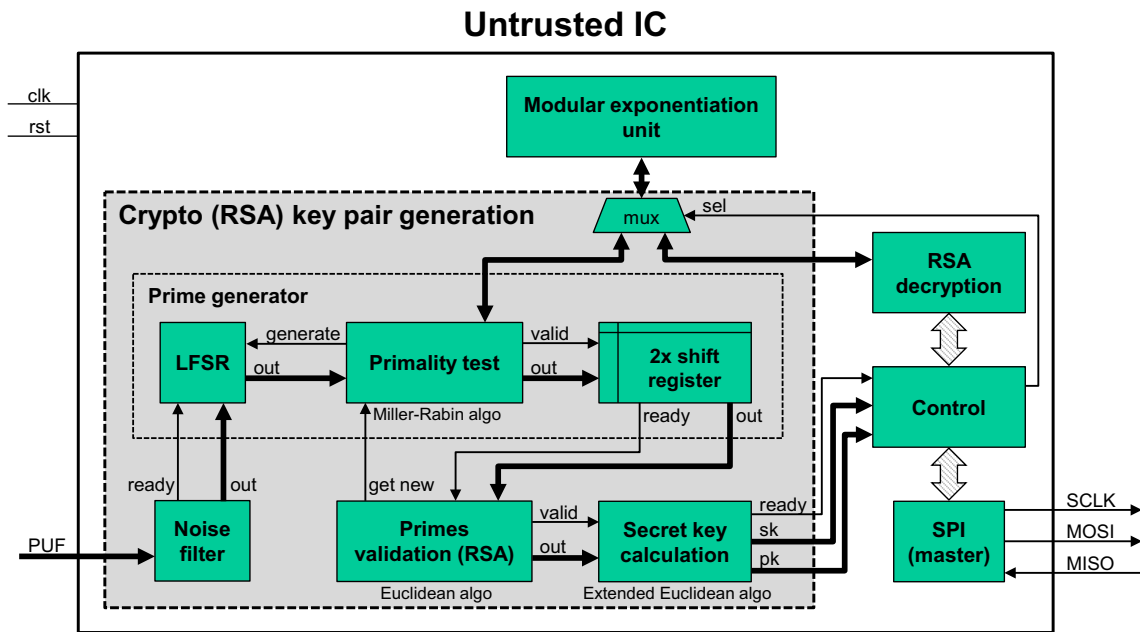 Untrusted IC
clk
rst
Modular exponentiation
unit
Crypto (RSA) key pair generation
mux
sel
RSA
decryption
Prime generator
LFSR
generate
out
Primality test
valid
out
2x shift
register
Miller-Rabin algo
ready
out
Control
ready
out
get new
PUF
Noise
filter
Primes
validation (RSA)
valid
out
Secret key
calculation
ready
sk
pk
SPI
(master)
SCLK
MOSI
MISO
Euclidean algo
Extended Euclidean algo